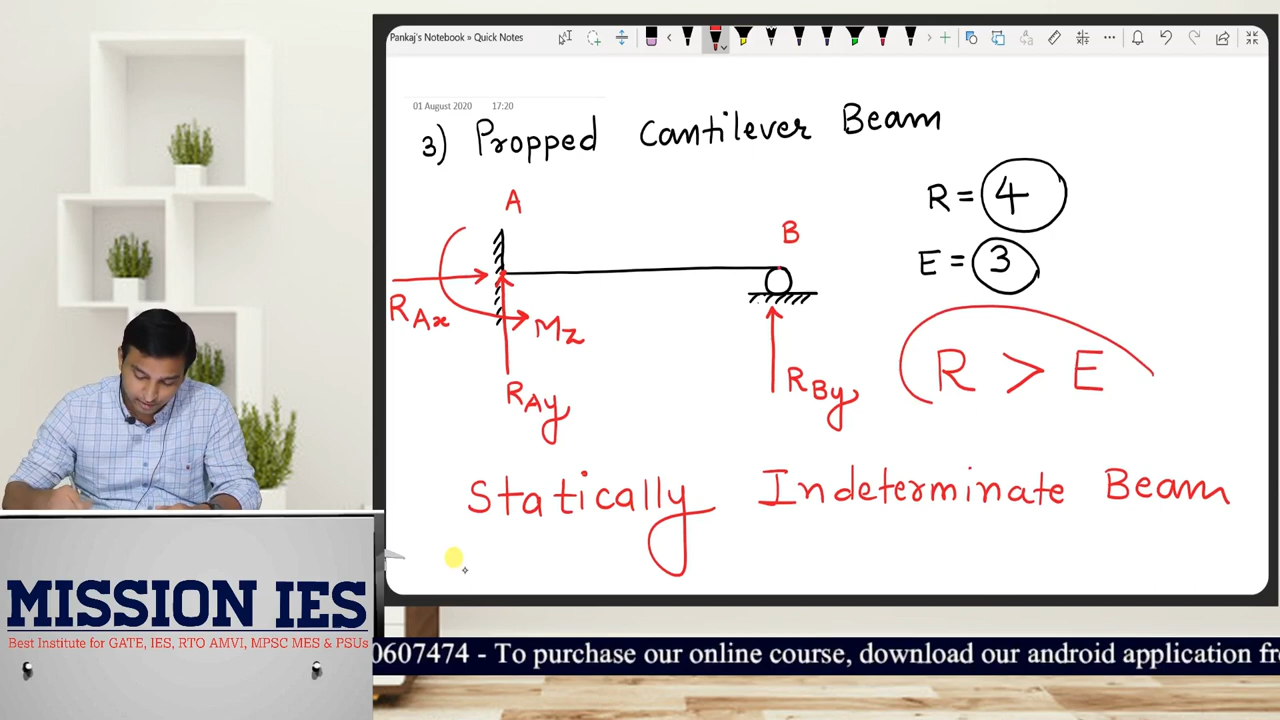 Pankaj's Notebook » Quick Notes
01 August 2020 17:20
3) Propped Cantilever Beam
R = 4
E = 3
A
B
RAx
Mz
RAy
RBy
R > E
Statically Indeterminate Beam
MISSION IES
Best Institute for GATE, IES, RTO AMVI, MPSC MES & PSUs
0607474 - To purchase our online course, download our android application fr